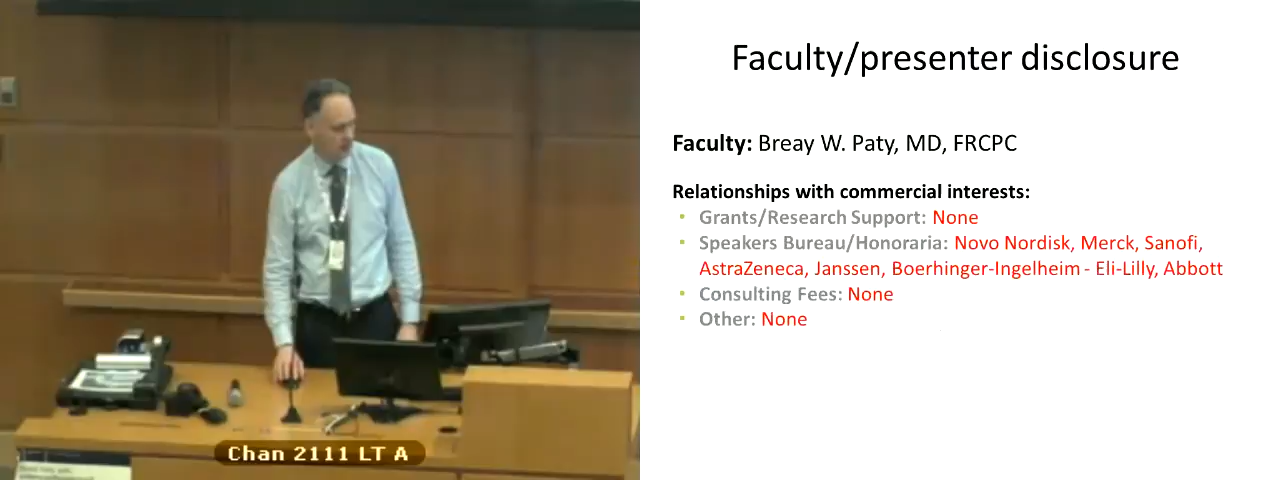 Faculty/presenter disclosure
Faculty: Breay W. Paty, MD, FRCPC
Relationships with commercial interests:
Grants/Research Support: None
Speakers Bureau/Honoraria: Novo Nordisk, Merck, Sanofi,
AstraZeneca, Janssen, Boerhinger-Ingelheim - Eli-Lilly, Abbott
Consulting Fees: None
Other: None
Chan 2111 LT A